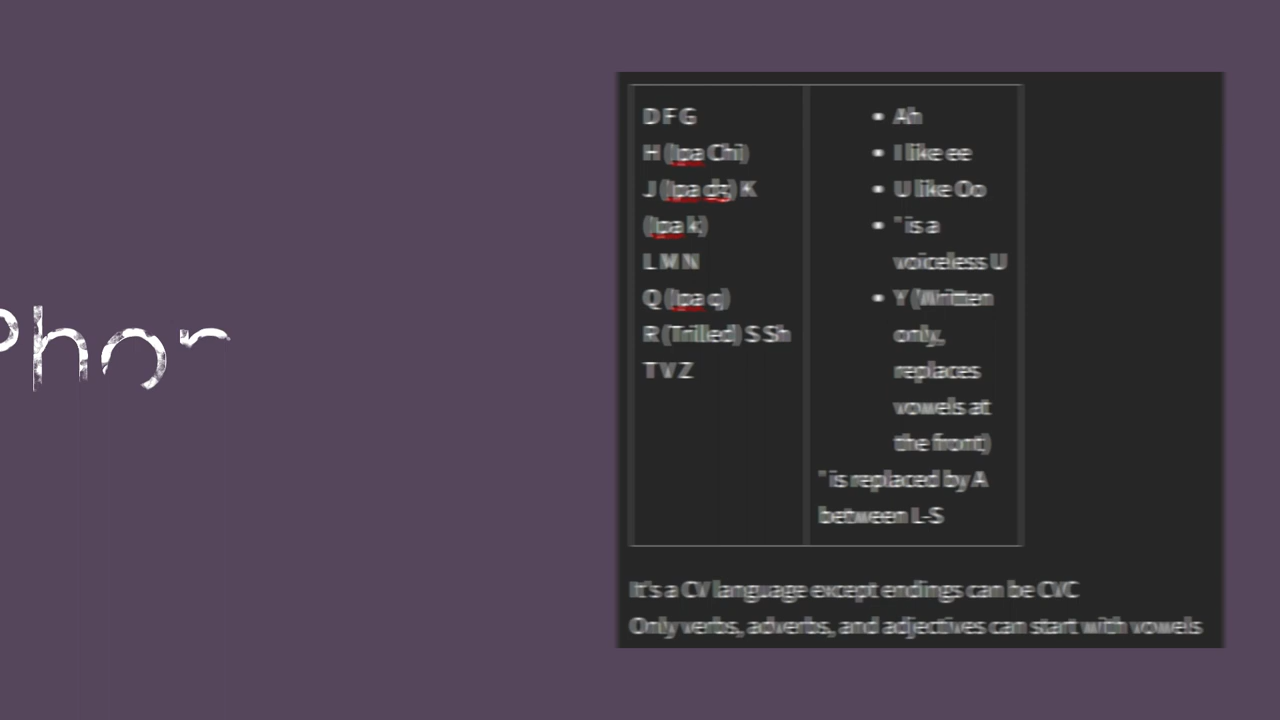 Phon
D F G
H (Ipa Chi)
J (Ipa dʒ) K
(Ipa k)
L M N
Q (Ipa q)
R (Trilled) S Sh
T V Z
• Ah
• I like ee
• U like Oo
• " is a
voiceless U
• Y (Written
only,
replaces
vowels at
the front)
" is replaced by A
between L-S
It's a CV language except endings can be CVC
Only verbs, adverbs, and adjectives can start with vowels